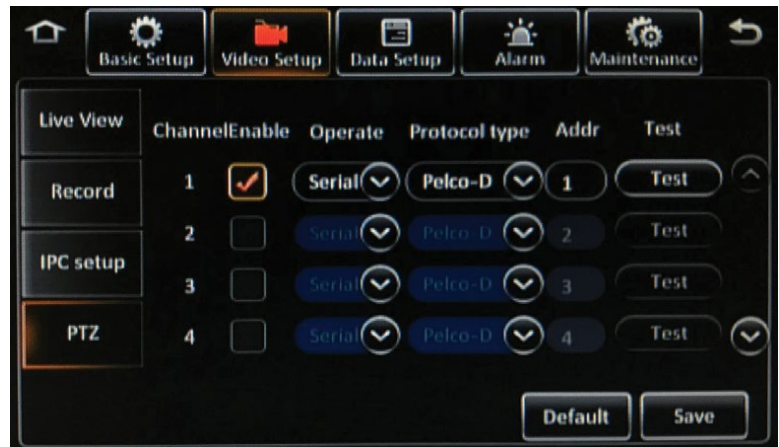 Basic Setup Video Setup Data Setup Alarm Maintenance
Live View
Record
IPC setup
PTZ
Channel Enable Operate Protocol type Addr Test
1 Serial Pelco-D 1 Test
2 Serial Pelco-D 2 Test
3 Serial Pelco-D 3 Test
4 Serial Pelco-D 4 Test
Default Save